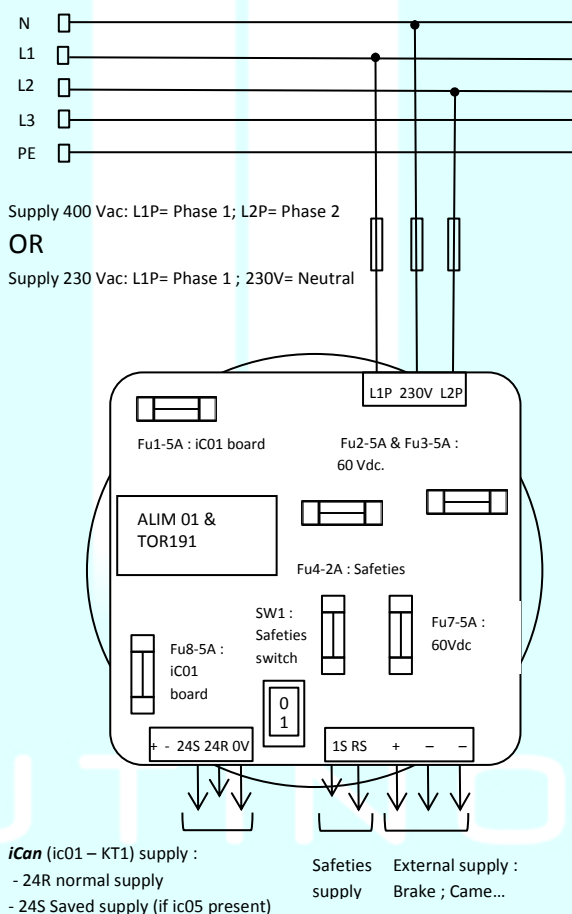 N
L1
L2
L3
PE
Supply 400 Vac: L1P= Phase 1; L2P= Phase 2
OR
Supply 230 Vac: L1P= Phase 1 ; 230V= Neutral
L1P 230V L2P
Fu1-5A : iC01 board
Fu2-5A & Fu3-5A :
60 Vdc.
ALIM 01 &
TOR191
Fu4-2A : Safeties
SW1 :
Safeties
switch
Fu7-5A :
60Vdc
Fu8-5A :
iC01
board
0
1
+ - 24S 24R 0V
1S RS + – –
iCan (ic01 – KT1) supply :
- 24R normal supply
- 24S Saved supply (if ic05 present)
Safeties
supply
External supply :
Brake ; Came...